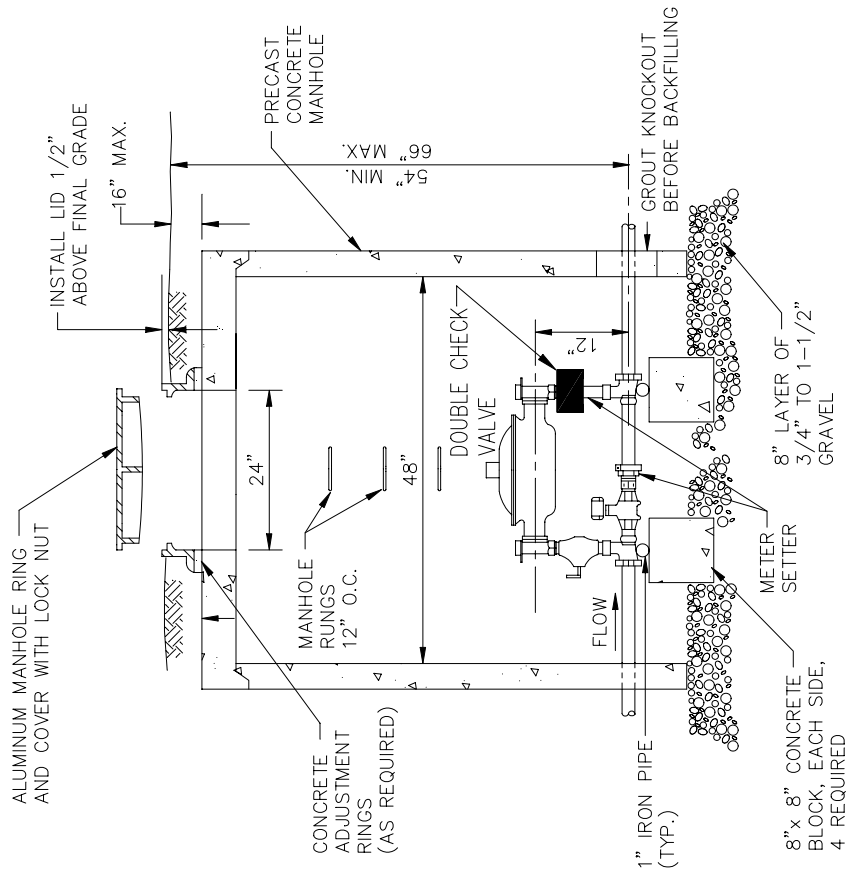 ALUMINUM MANHOLE RING
AND COVER WITH LOCK NUT
INSTALL LID 1/2"
ABOVE FINAL GRADE
16" MAX.
PRECAST
CONCRETE
MANHOLE
24"
54" MIN.
66" MAX.
MANHOLE
RUNGS
12" O.C.
48"
CONCRETE
ADJUSTMENT
RINGS
(AS REQUIRED)
DOUBLE CHECK
VALVE
12"
FLOW
GROUT KNOCKOUT
BEFORE BACKFILLING
1" IRON PIPE
(TYP.)
METER
SETTER
8" LAYER OF
3/4" TO 1-1/2"
GRAVEL
8"x 8" CONCRETE
BLOCK, EACH SIDE,
4 REQUIRED